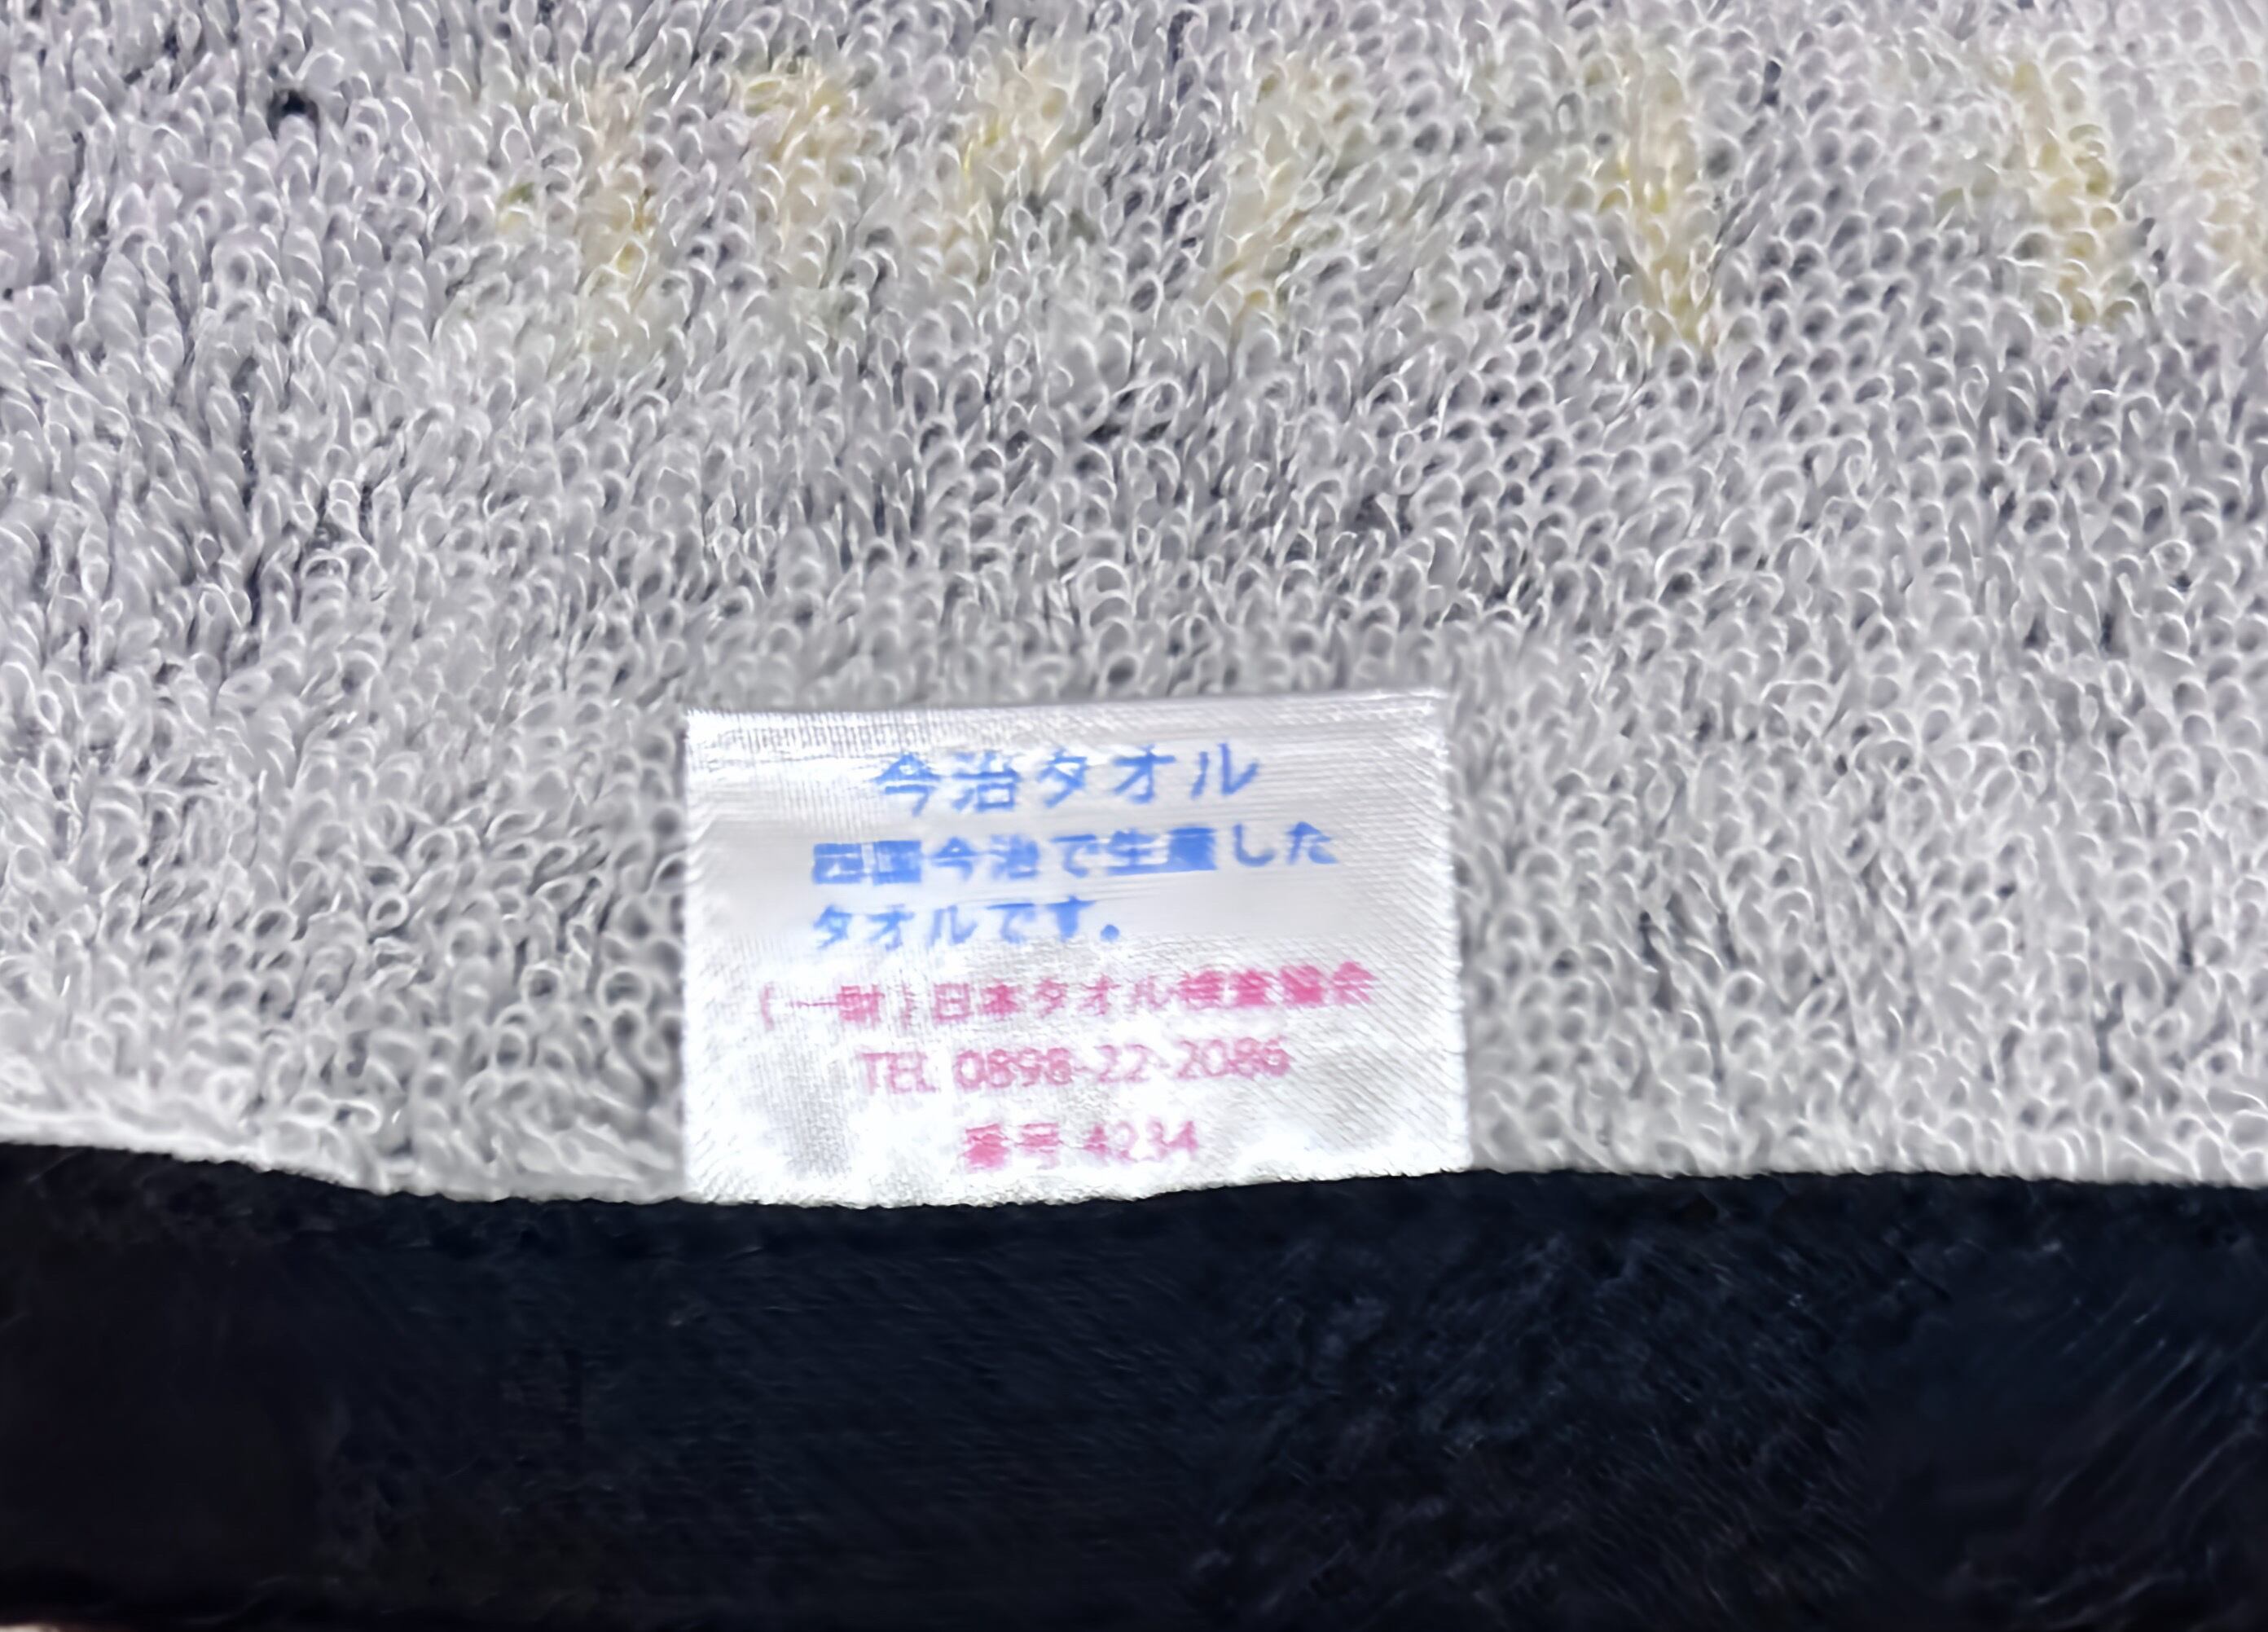 今治タオル
四国今治で生産した
タオルです。
(一財)日本タオル検査協会
TEL 0898-22-2086
番号 4234